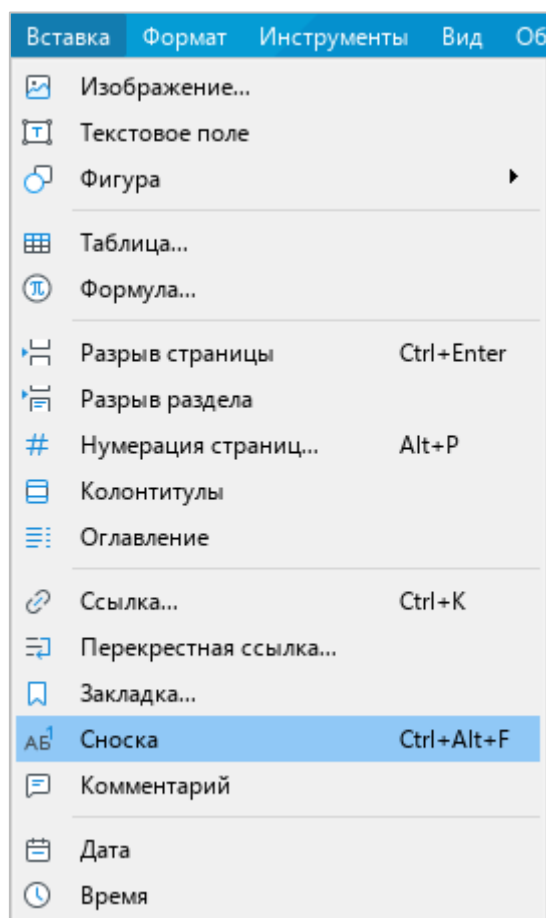 Вставка Формат Инструменты Вид Об
Изображение...
Текстовое поле
Фигура
Таблица...
Формула...
Разрыв страницы Ctrl+Enter
Разрыв раздела
Нумерация страниц... Alt+P
Колонтитулы
Оглавление
Ссылка... Ctrl+K
Перекрестная ссылка...
Закладка...
АБ1 Сноска Ctrl+Alt+F
Комментарий
Дата
Время